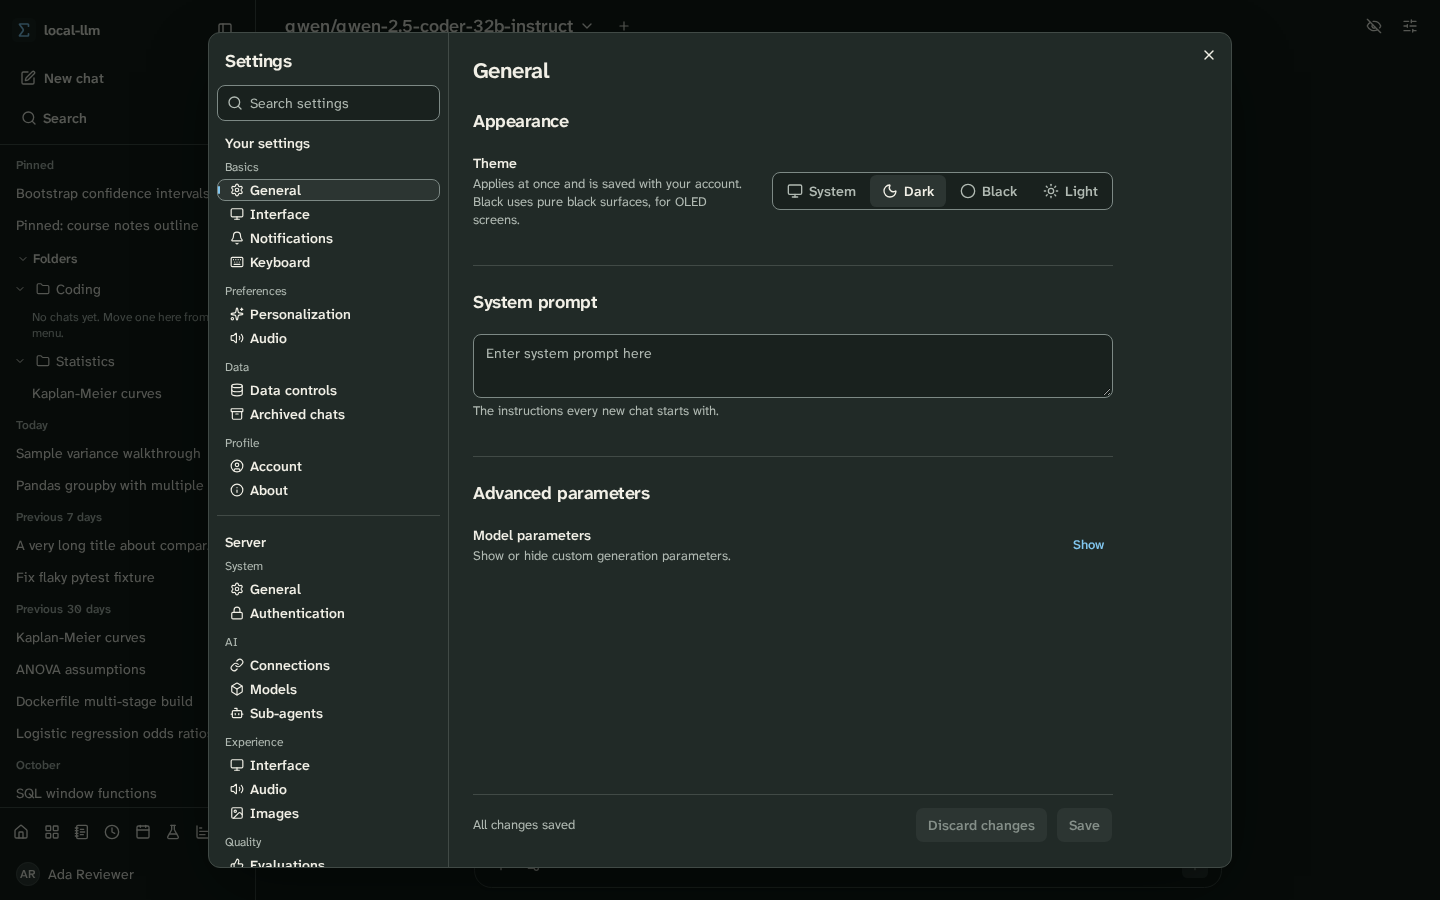 local-llm
qwen/qwen-2.5-coder-32b-instruct
New chat
Search
Pinned
Bootstrap confidence intervals
Pinned: course notes outline
Folders
Coding
No chats yet. Move one here from
menu.
Statistics
Kaplan-Meier curves
Today
Sample variance walkthrough
Pandas groupby with multiple
Previous 7 days
A very long title about compar
Fix flaky pytest fixture
Previous 30 days
Kaplan-Meier curves
ANOVA assumptions
Dockerfile multi-stage build
Logistic regression odds ratio
October
SQL window functions
AR Ada Reviewer
Settings
Search settings
Your settings
Basics
General
Interface
Notifications
Keyboard
Preferences
Personalization
Audio
Data
Data controls
Archived chats
Profile
Account
About
Server
System
General
Authentication
AI
Connections
Models
Sub-agents
Experience
Interface
Audio
Images
Quality
Evaluations
General
Appearance
Theme
Applies at once and is saved with your account.
Black uses pure black surfaces, for OLED
screens.
System Dark Black Light
System prompt
Enter system prompt here
The instructions every new chat starts with.
Advanced parameters
Model parameters
Show or hide custom generation parameters.
Show
All changes saved
Discard changes Save